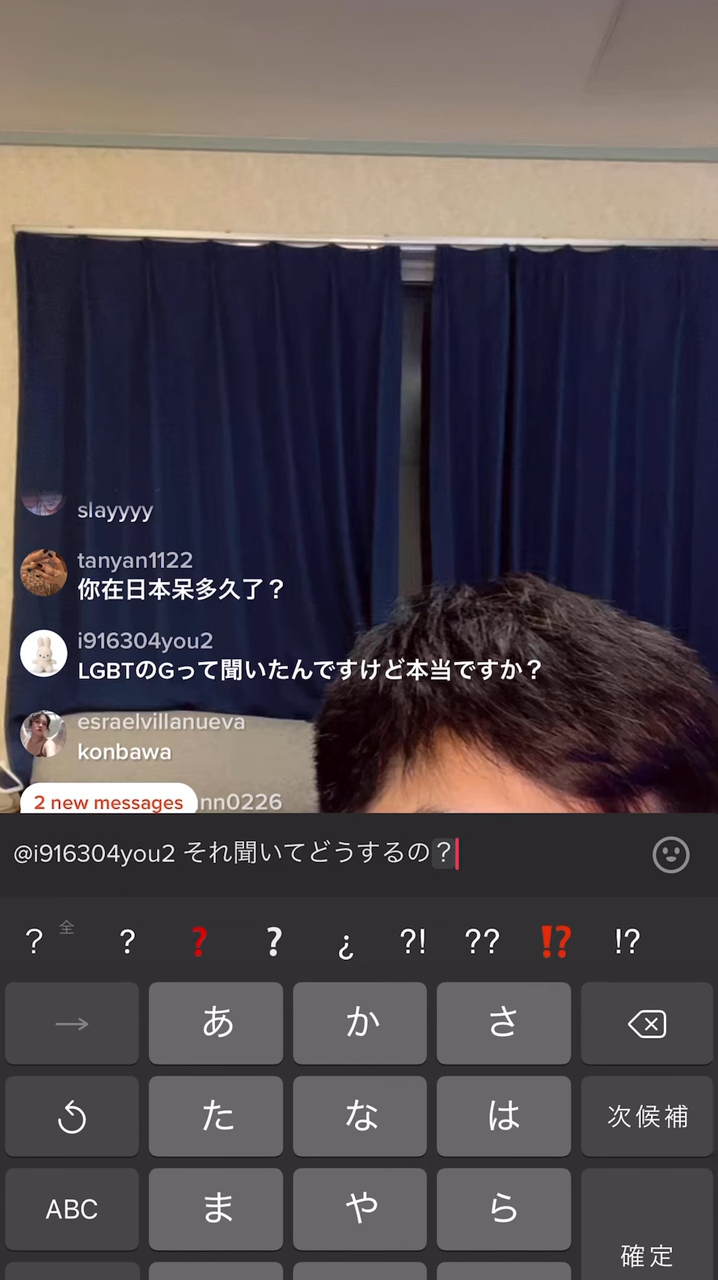 slayyyy
tanyan1122
你在日本呆多久了？
i916304you2
LGBTのGって聞いたんですけど本当ですか？
esraelvillanueva
konbawa
2 new messages
nn0226
@i916304you2 それ聞いてどうするの？
？ 全 ? ❓ ❔ ¿ ?! ?? ⁉️ !?
→ あ か さ
た な は 次候補
ABC ま や ら
確定